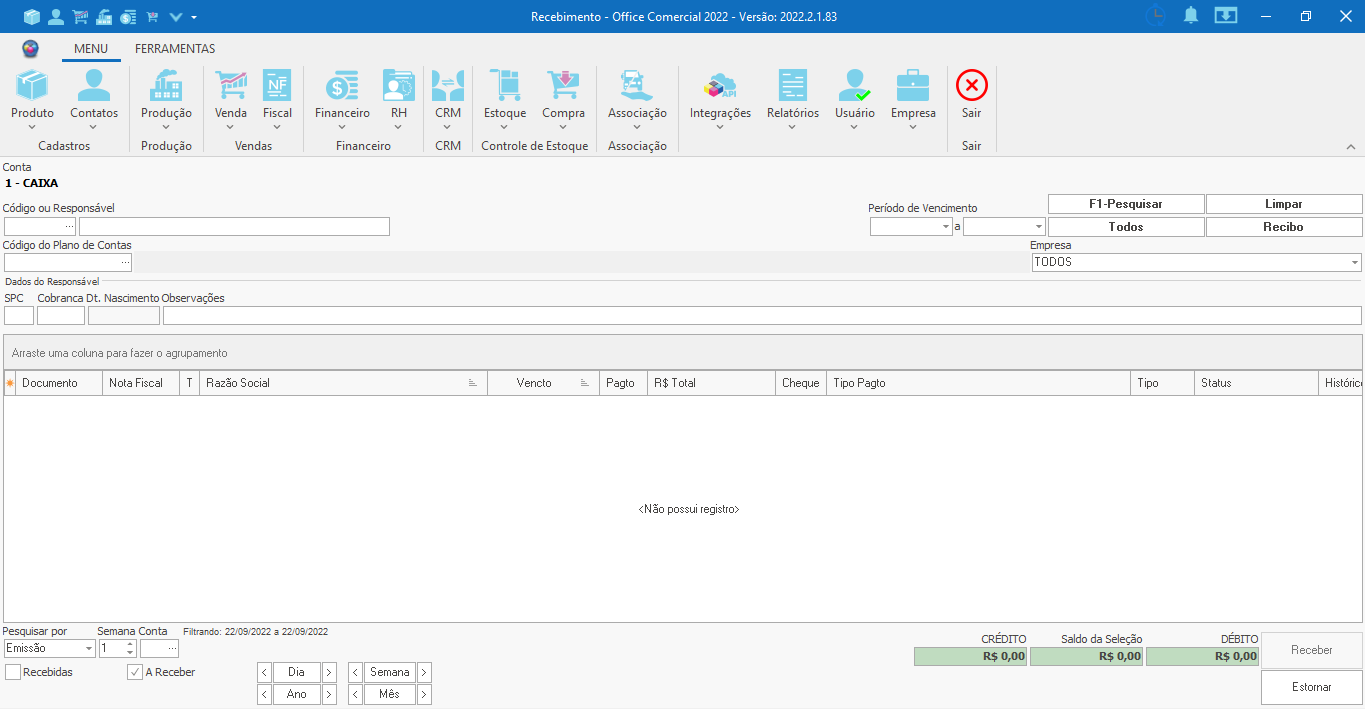 Recebimento - Office Comercial 2022 - Versão: 2022.2.1.83
MENU FERRAMENTAS
NF API
Produto Contatos Produção Venda Fiscal Financeiro RH CRM Estoque Compra Associação Integrações Relatórios Usuário Empresa Sair
Cadastros Produção Vendas Financeiro CRM Controle de Estoque Associação Sair
Conta
1 - CAIXA
Código ou Responsável Período de Vencimento F1-Pesquisar Limpar
... a Todos Recibo
Código do Plano de Contas Empresa
... TODOS
Dados do Responsável
SPC Cobranca Dt. Nascimento Observações
Arraste uma coluna para fazer o agrupamento
Documento Nota Fiscal T Razão Social Vencto Pagto R$ Total Cheque Tipo Pagto Tipo Status Histórico
<Não possui registro>
Pesquisar por Semana Conta Filtrando: 22/09/2022 a 22/09/2022
CRÉDITO Saldo da Seleção DÉBITO
Emissão 1 ... R$ 0,00 R$ 0,00 R$ 0,00 Receber
Recebidas A Receber < Dia > < Semana >
< Ano > < Mês > Estornar